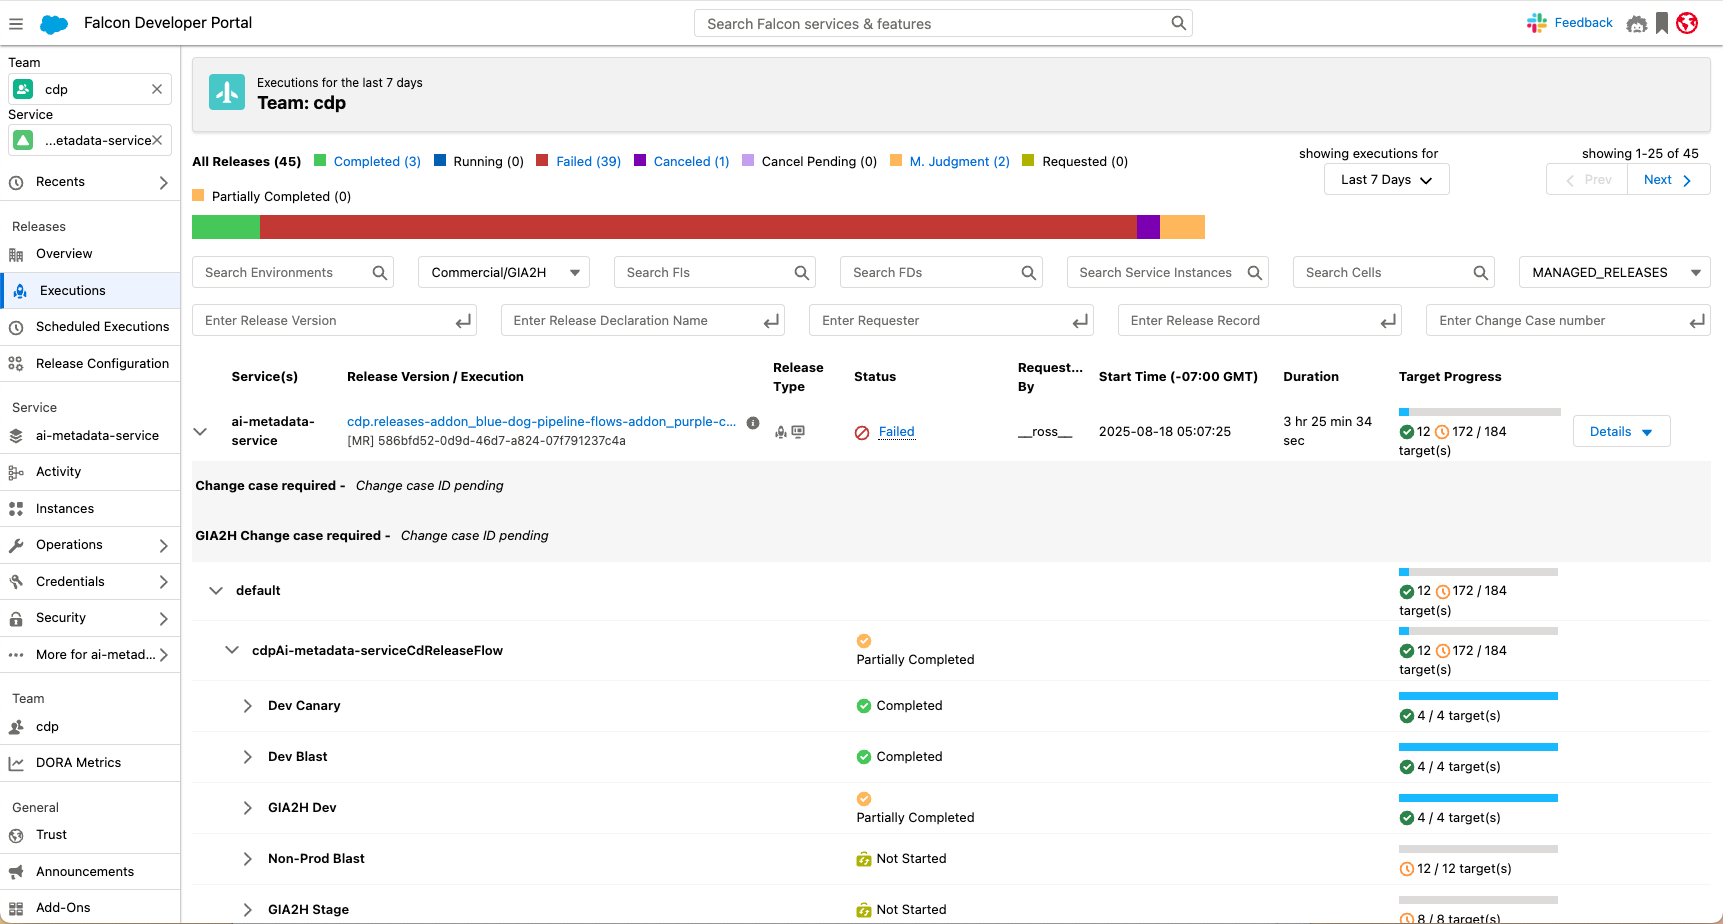 Falcon Developer Portal
Search Falcon services & features
Feedback
Team
cdp
Service
...etadata-service
Recents
Releases
Overview
Executions
Scheduled Executions
Release Configuration
Service
ai-metadata-service
Activity
Instances
Operations
Credentials
Security
More for ai-metad...
Team
cdp
DORA Metrics
General
Trust
Announcements
Add-Ons
Executions for the last 7 days
Team: cdp
All Releases (45) Completed (3) Running (0) Failed (39) Canceled (1) Cancel Pending (0) M. Judgment (2) Requested (0)
Partially Completed (0)
showing executions for
Last 7 Days
showing 1-25 of 45
Prev Next
Search Environments Commercial/GIA2H Search FIs Search FDs Search Service Instances Search Cells MANAGED_RELEASES
Enter Release Version Enter Release Declaration Name Enter Requester Enter Release Record Enter Change Case number
Service(s) Release Version / Execution Release Type Status Request... By Start Time (-07:00 GMT) Duration Target Progress
ai-metadata-service
cdp.releases-addon_blue-dog-pipeline-flows-addon_purple-c...
[MR] 586bfd52-0d9d-46d7-a824-07f791237c4a
Failed
__ross__
2025-08-18 05:07:25
3 hr 25 min 34 sec
12 172 / 184 target(s)
Details
Change case required - Change case ID pending
GIA2H Change case required - Change case ID pending
default
12 172 / 184 target(s)
cdpAi-metadata-serviceCdReleaseFlow
Partially Completed
12 172 / 184 target(s)
Dev Canary Completed 4 / 4 target(s)
Dev Blast Completed 4 / 4 target(s)
GIA2H Dev Partially Completed 4 / 4 target(s)
Non-Prod Blast Not Started 12 / 12 target(s)
GIA2H Stage Not Started 8 / 8 target(s)